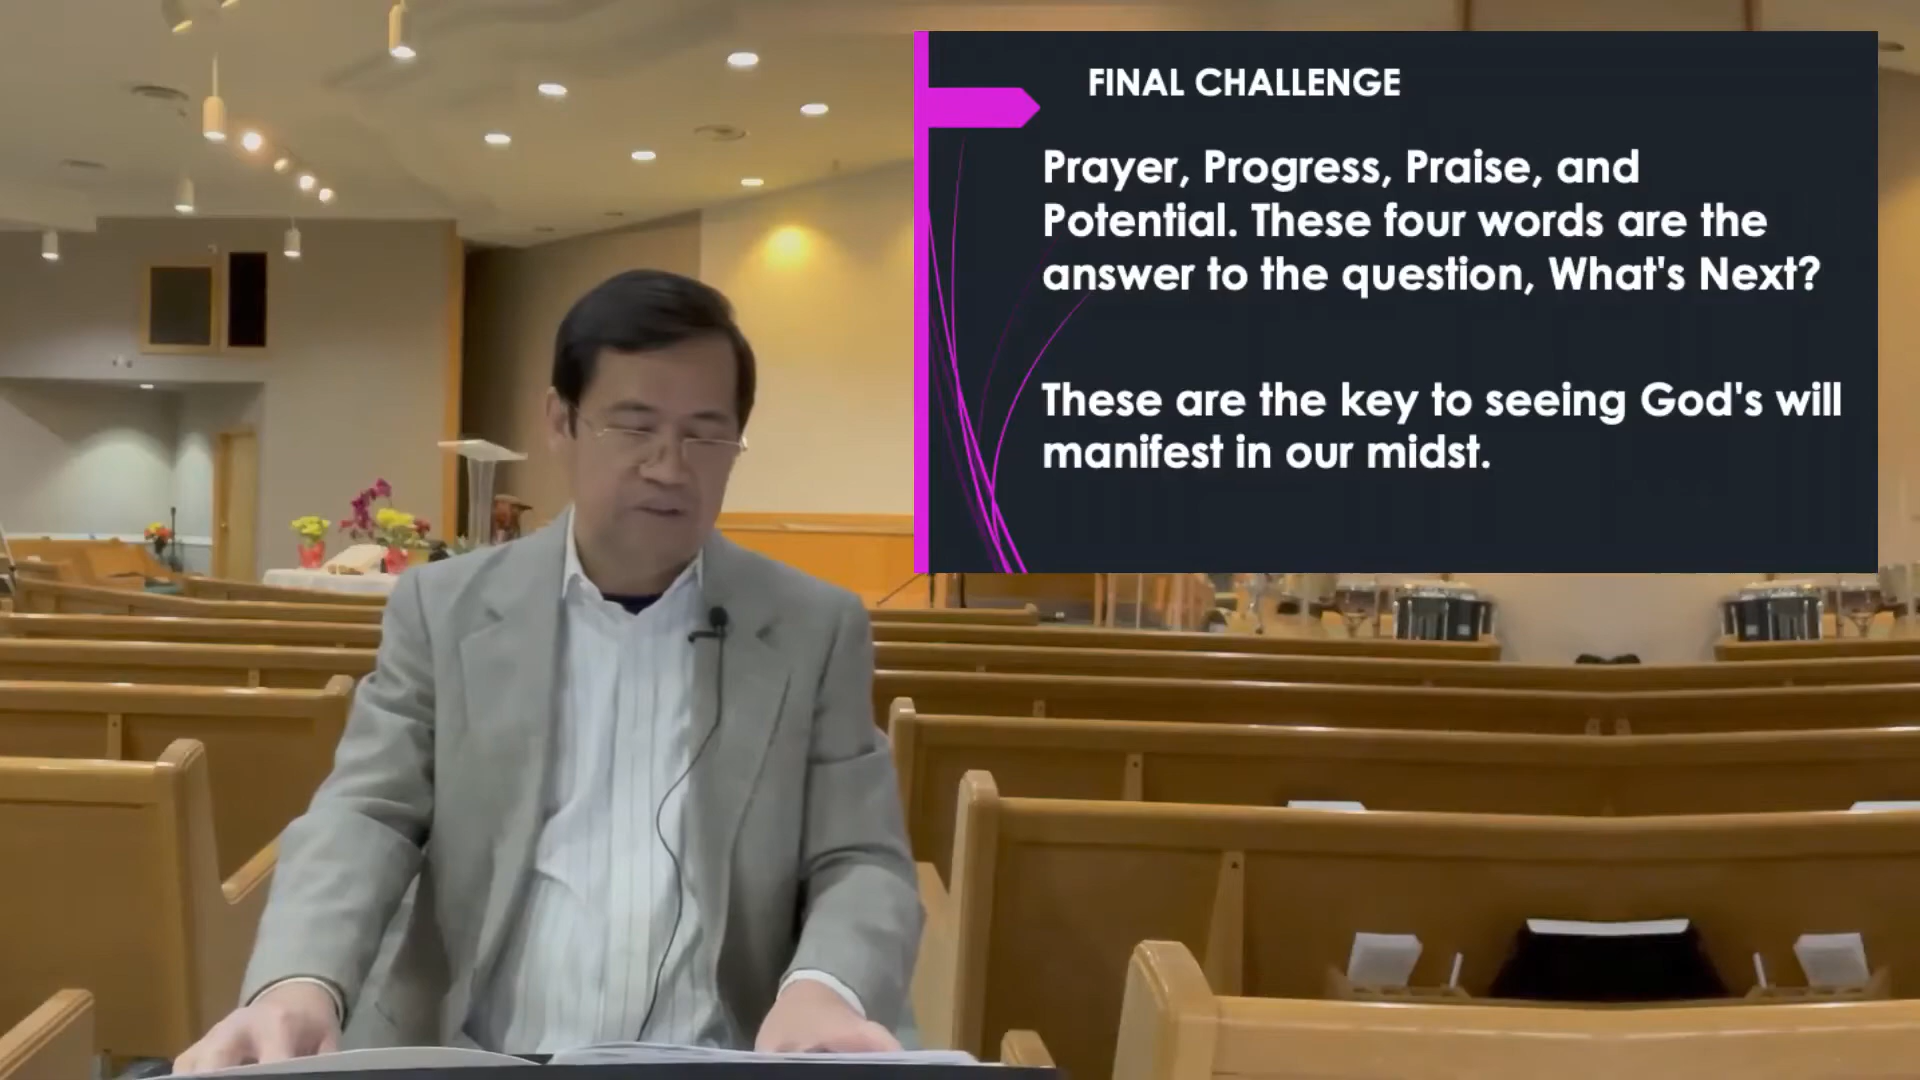 FINAL CHALLENGE
Prayer, Progress, Praise, and
Potential. These four words are the
answer to the question, What's Next?
These are the key to seeing God's will
manifest in our midst.